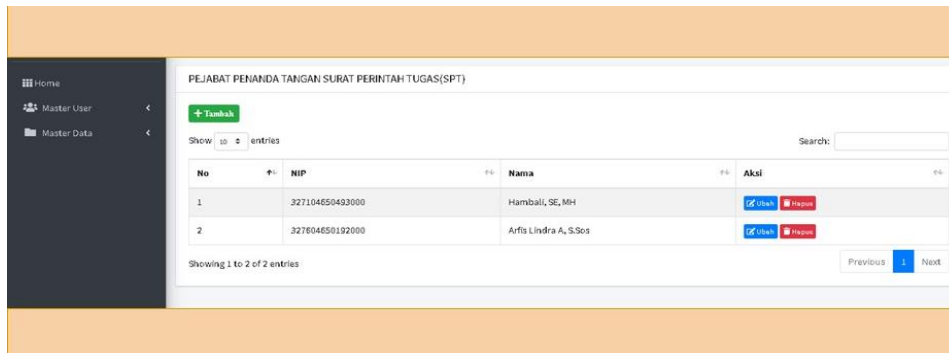 Home
Master User
Master Data
PEJABAT PENANDA TANGAN SURAT PERINTAH TUGAS(SPT)
+ Tambah
Show 10 entries
Search:
No NIP Nama Aksi
1 327104650493000 Hambali, SE, MH Ubah Hapus
2 327604650192000 Arfis Lindra A, S.Sos Ubah Hapus
Showing 1 to 2 of 2 entries
Previous 1 Next